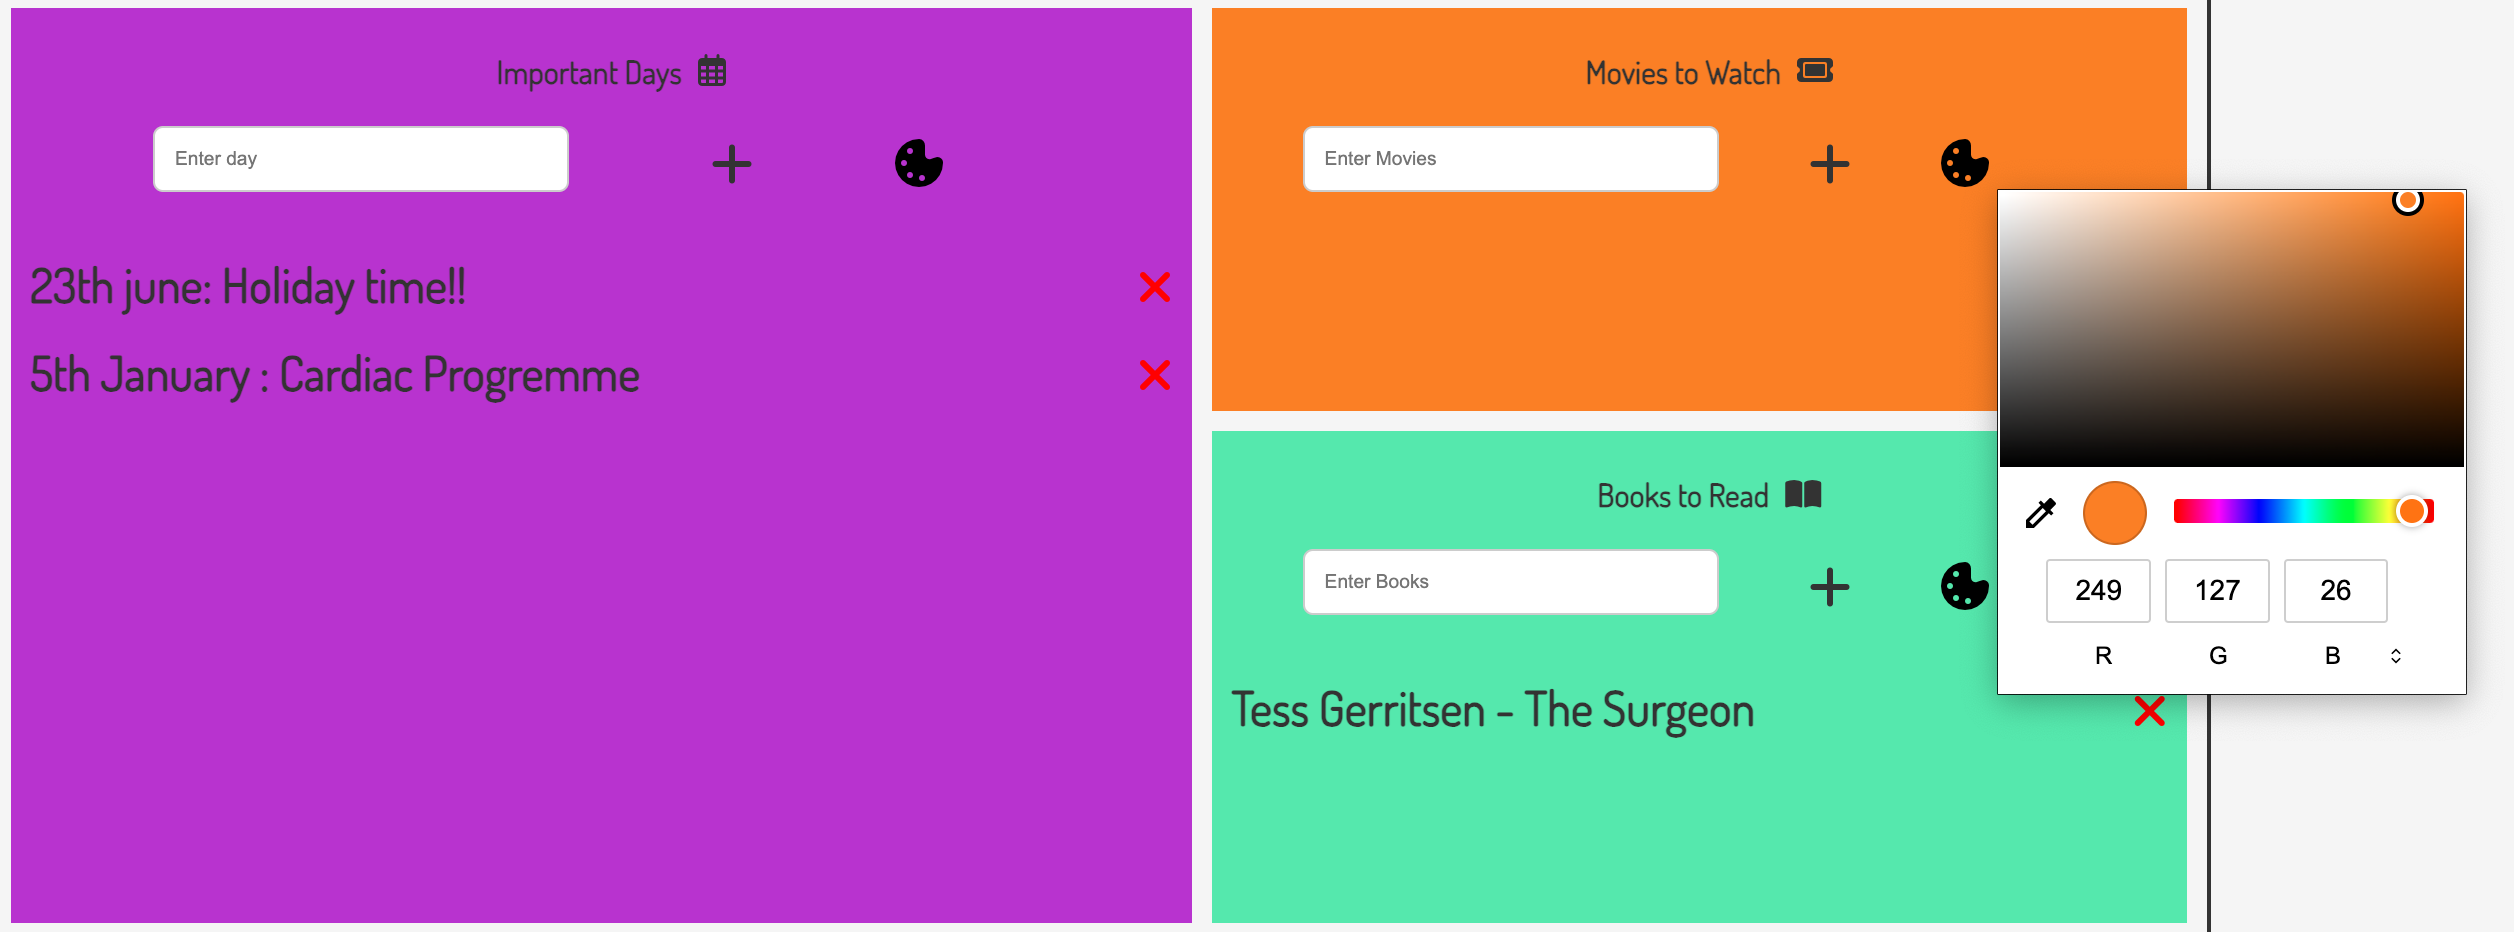 Important Days
Enter day
23th june: Holiday time!!
5th January : Cardiac Progremme
Movies to Watch
Enter Movies
Books to Read
Enter Books
Tess Gerritsen - The Surgeon
249 127 26
R G B